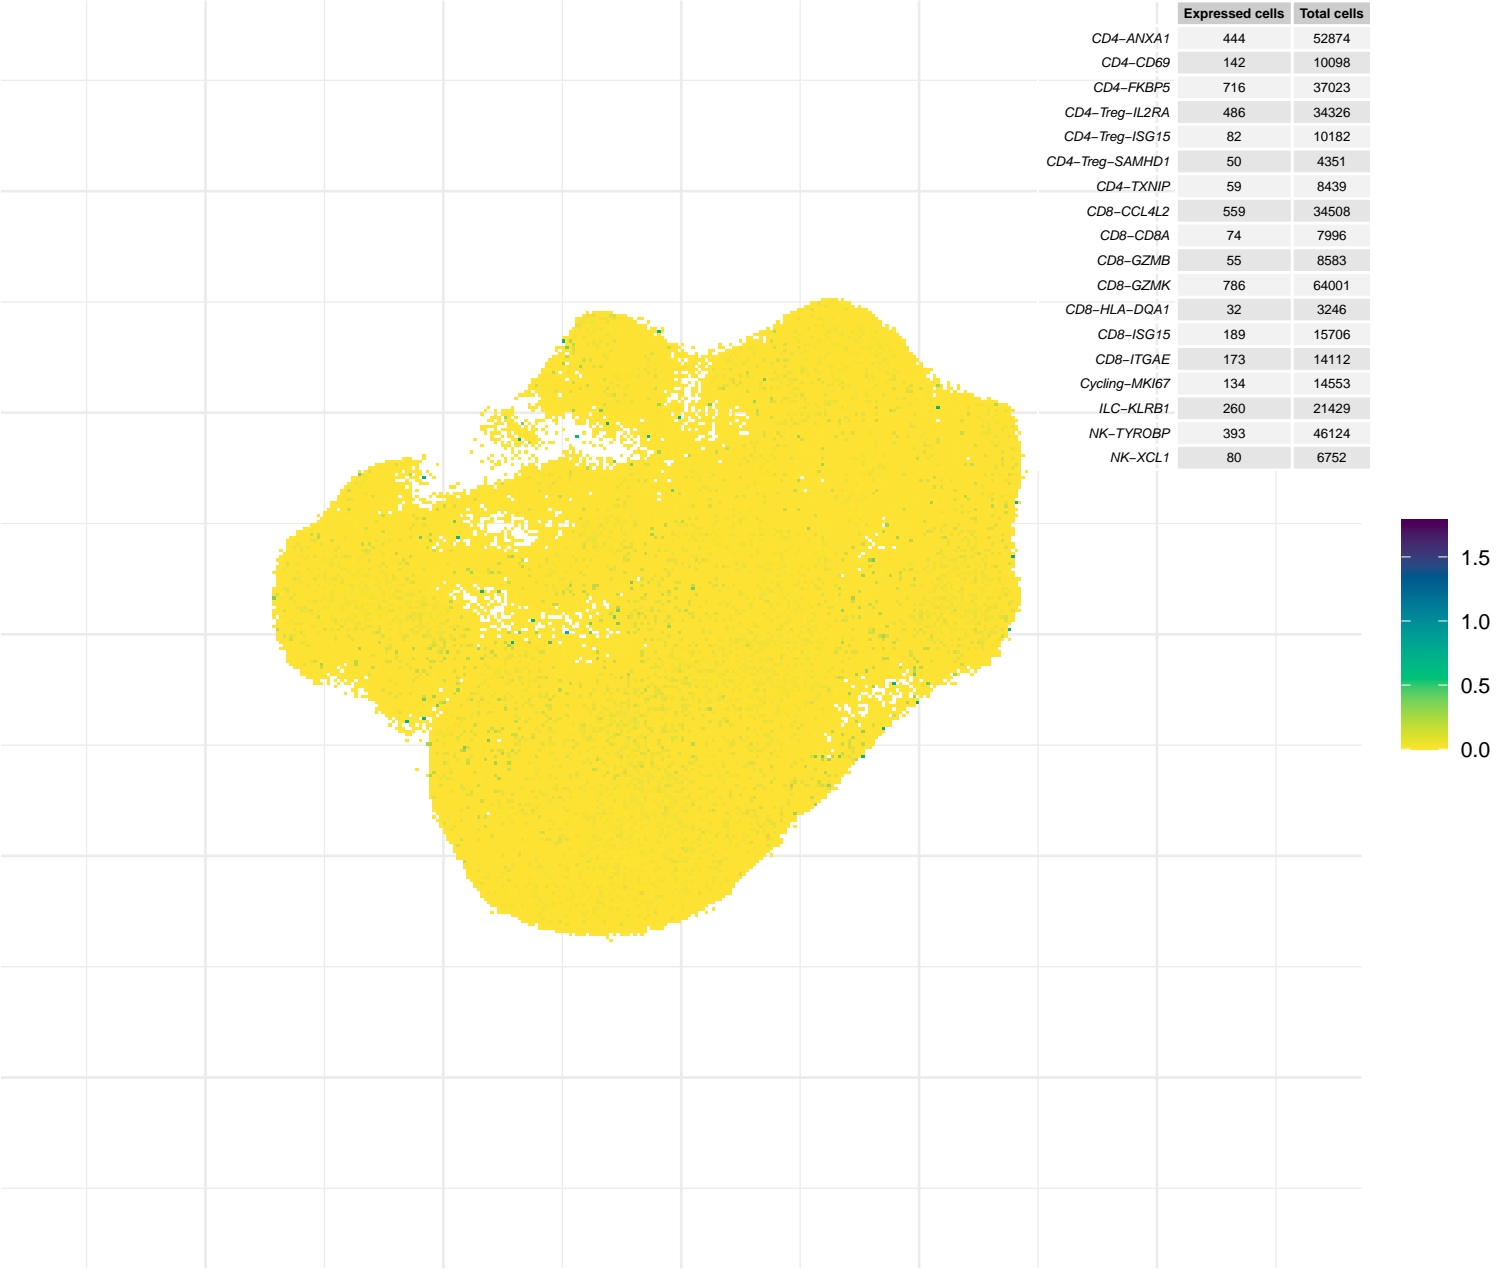 Expressed cells Total cells
CD4−ANXA1 444 52874
CD4−CD69 142 10098
CD4−FKBP5 716 37023
CD4−Treg−IL2RA 486 34326
CD4−Treg−ISG15 82 10182
CD4−Treg−SAMHD1 50 4351
CD4−TXNIP 59 8439
CD8−CCL4L2 559 34508
CD8−CD8A 74 7996
CD8−GZMB 55 8583
CD8−GZMK 786 64001
CD8−HLA−DQA1 32 3246
CD8−ISG15 189 15706
CD8−ITGAE 173 14112
Cycling−MKI67 134 14553
ILC−KLRB1 260 21429
NK−TYROBP 393 46124
NK−XCL1 80 6752
1.5
1.0
0.5
0.0